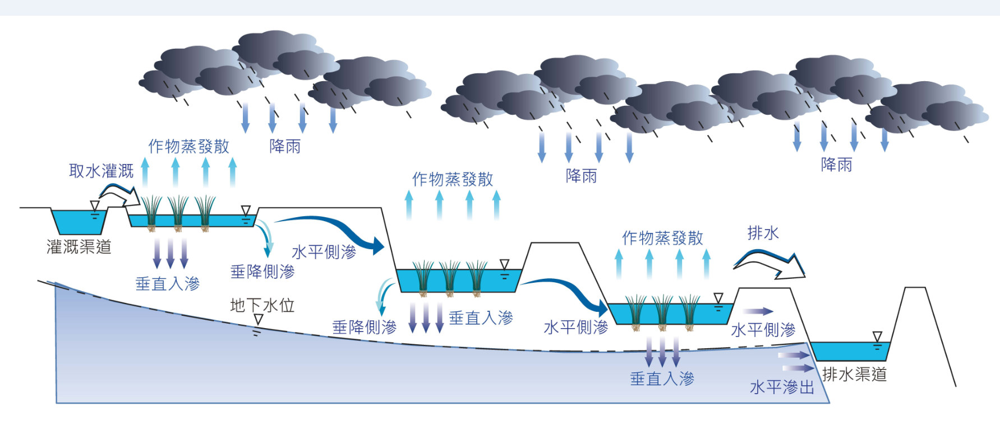 作物蒸發散
降雨
取水灌溉
作物蒸發散
降雨
降雨
灌溉渠道
水平側滲
垂降側滲
垂直入滲
作物蒸發散
排水
地下水位
垂降側滲
垂直入滲
水平側滲
水平側滲
垂直入滲
排水渠道
水平滲出